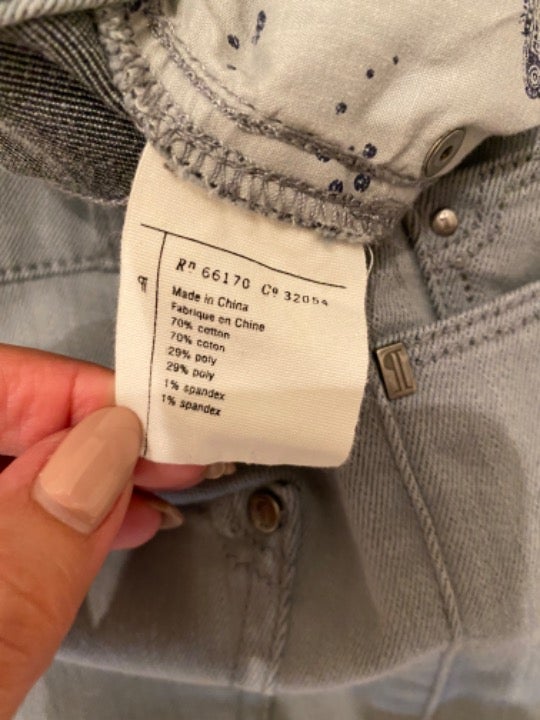 Rn 66170 Ca 32054
Made in China
Fabrique en Chine
70% cotton
70% coton
29% poly
29% poly
1% spandex
1% spandex
¶
¶